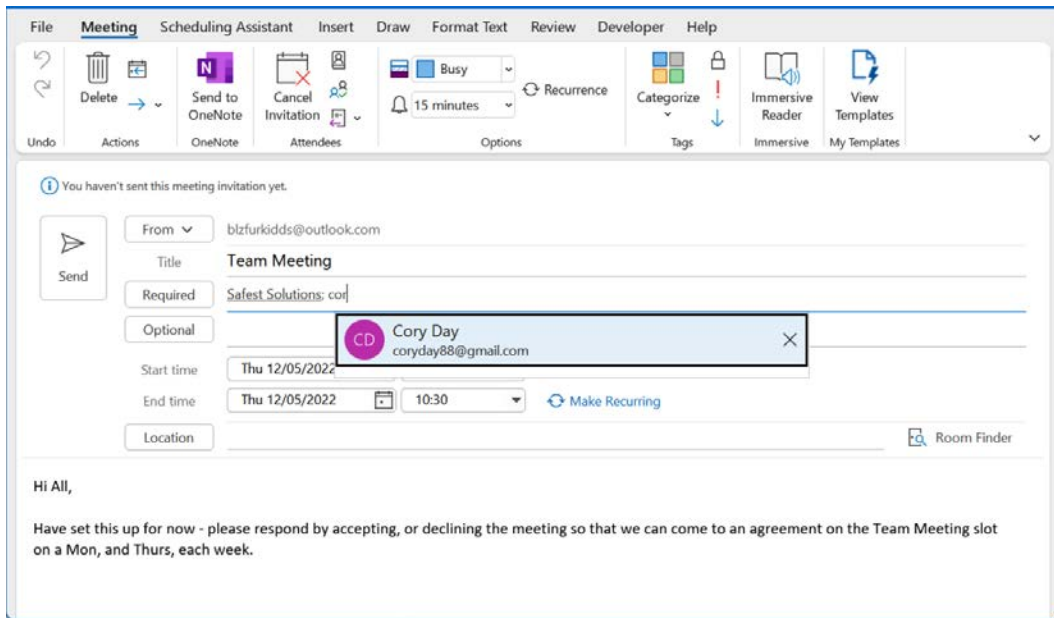 File Meeting Scheduling Assistant Insert Draw Format Text Review Developer Help
Delete
Send to
OneNote
Cancel
Invitation
Busy
15 minutes
Recurrence
Categorize
Immersive
Reader
View
Templates
Undo Actions OneNote Attendees Options Tags Immersive My Templates
You haven't sent this meeting invitation yet.
Send
From blzfurkidds@outlook.com
Title Team Meeting
Required Safest Solutions; cor
Optional
CD Cory Day
coryday88@gmail.com
Start time Thu 12/05/2022
End time Thu 12/05/2022 10:30 Make Recurring
Location Room Finder
Hi All,
Have set this up for now - please respond by accepting, or declining the meeting so that we can come to an agreement on the Team Meeting slot
on a Mon, and Thurs, each week.